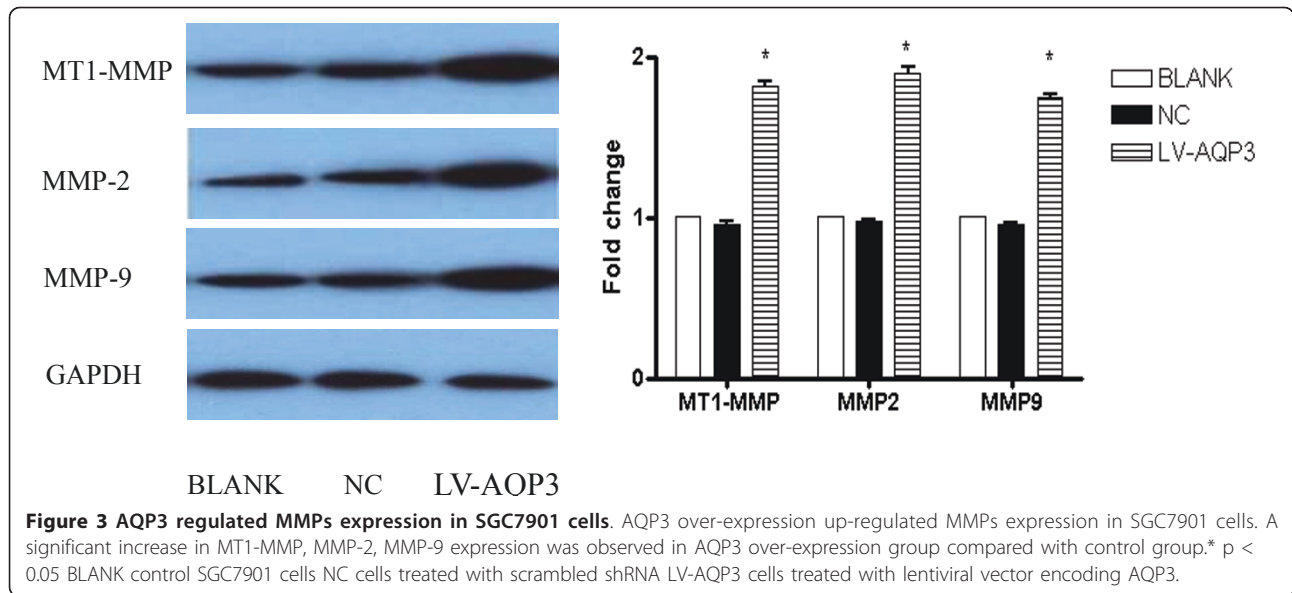 MT1-MMP
MMP-2
MMP-9
GAPDH
BLANK NC LV-AOP3
2
1
0
Fold change
* * *
MT1-MMP MMP2 MMP9
BLANK
NC
LV-AQP3
Figure 3 AQP3 regulated MMPs expression in SGC7901 cells. AQP3 over-expression up-regulated MMPs expression in SGC7901 cells. A
significant increase in MT1-MMP, MMP-2, MMP-9 expression was observed in AQP3 over-expression group compared with control group.* p <
0.05 BLANK control SGC7901 cells NC cells treated with scrambled shRNA LV-AQP3 cells treated with lentiviral vector encoding AQP3.